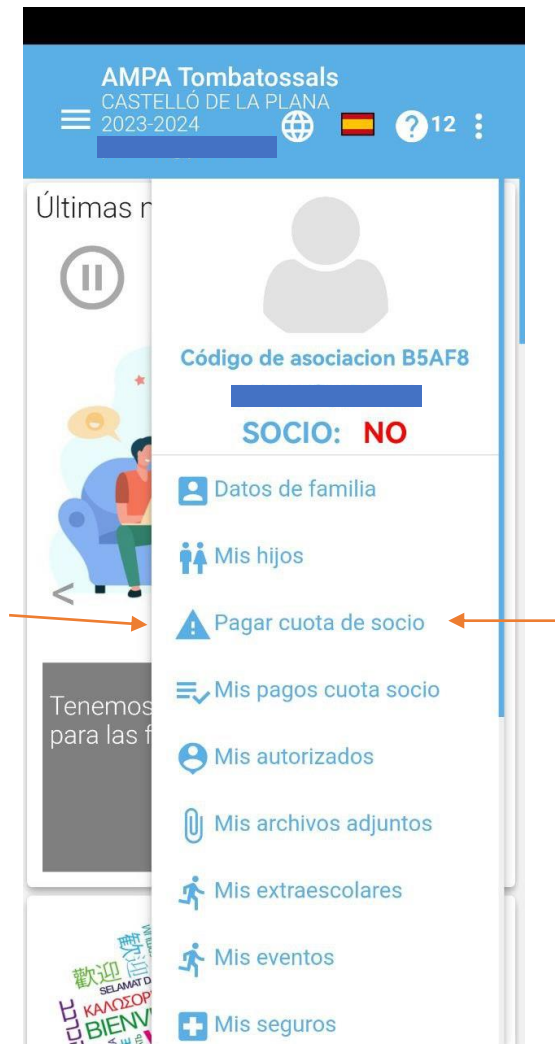 AMPA Tombatossals
CASTELLÓ DE LA PLANA
2023-2024
12
Últimas
Código de asociacion B5AF8
SOCIO: NO
Datos de familia
Mis hijos
Pagar cuota de socio
Mis pagos cuota socio
Mis autorizados
Mis archivos adjuntos
Mis extraescolares
Mis eventos
Mis seguros
Tenemos
para las
歡迎
SELAMAT